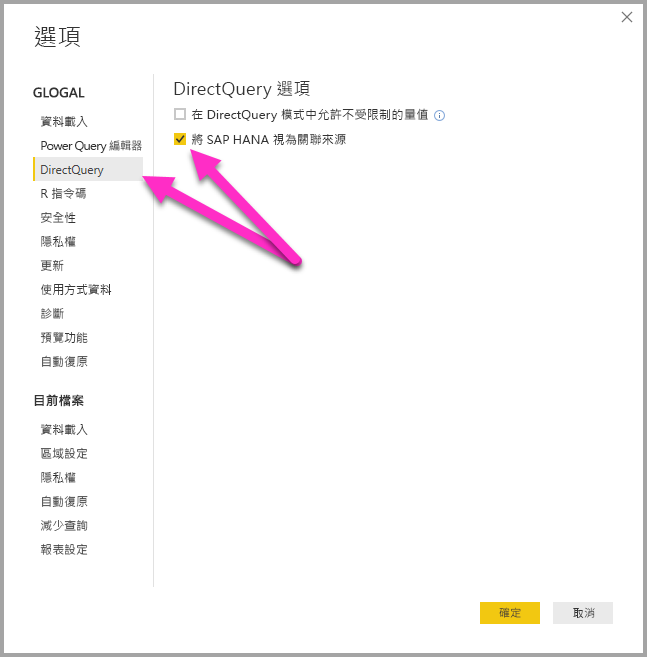 選項
GLOGAL
資料載入
Power Query 編輯器
DirectQuery
R 指令碼
安全性
隱私權
更新
使用方式資料
診斷
預覽功能
自動復原
目前檔案
資料載入
區域設定
隱私權
自動復原
減少查詢
報表設定
DirectQuery 選項
在 DirectQuery 模式中允許不受限制的量值
將 SAP HANA 視為關聯來源
確定
取消